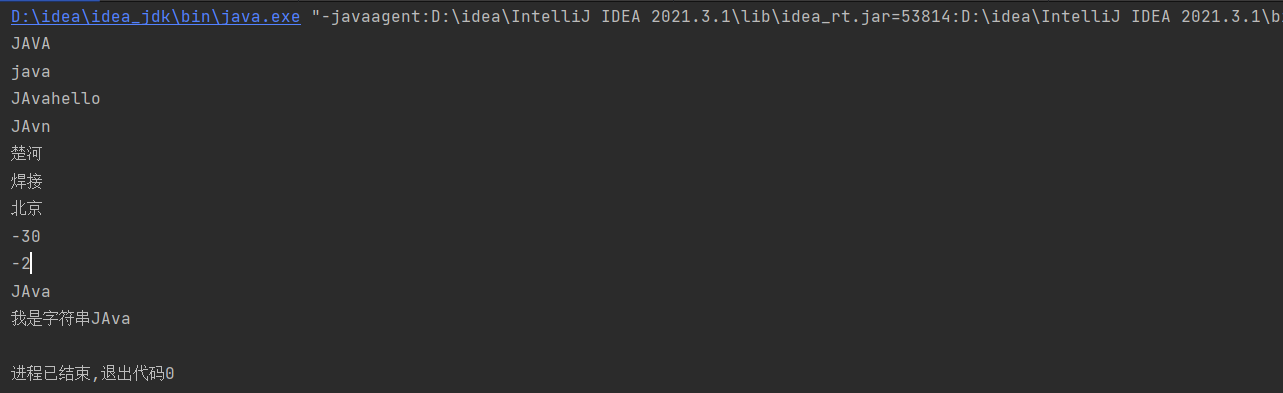 D:\idea\idea_jdk\bin\java.exe "-javaagent:D:\idea\IntelliJ IDEA 2021.3.1\lib\idea_rt.jar=53814:D:\idea\IntelliJ IDEA 2021.3.1\b
JAVA
java
JAvahello
JAvn
楚河
焊接
北京
-30
-2
JAva
我是字符串JAva
进程已结束,退出代码0